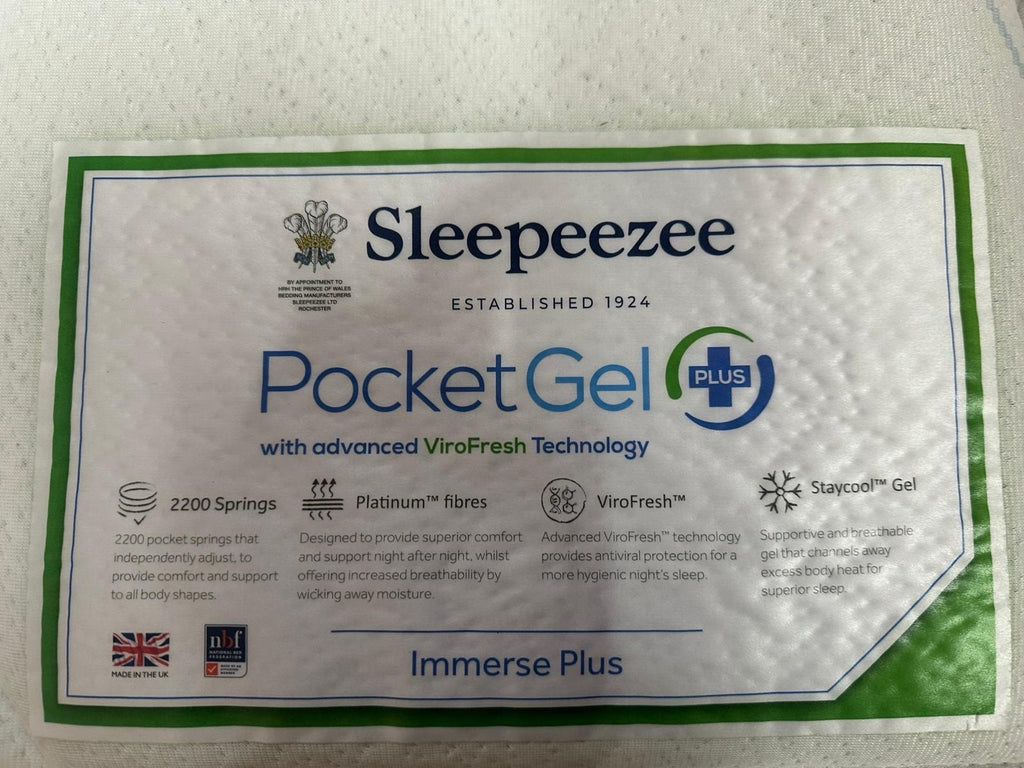 Sleepeezee
BY APPOINTMENT TO
HRH THE PRINCE OF WALES
BEDDING MANUFACTURERS
SLEEPEEZEE LTD
ROCHESTER
ESTABLISHED 1924
PocketGel PLUS
with advanced ViroFresh Technology
2200 Springs
2200 pocket springs that
independently adjust, to
provide comfort and support
to all body shapes.
Platinum™ fibres
Designed to provide superior comfort
and support night after night, whilst
offering increased breathability by
wicking away moisture.
ViroFresh™
Advanced ViroFresh™ technology
provides antiviral protection for a
more hygienic night's sleep.
Staycool™ Gel
Supportive and breathable
gel that channels away
excess body heat for
superior sleep.
MADE IN THE UK
nbf
NATIONAL BED
FEDERATION
MADE BY AN
APPROVED
MEMBER
Immerse Plus